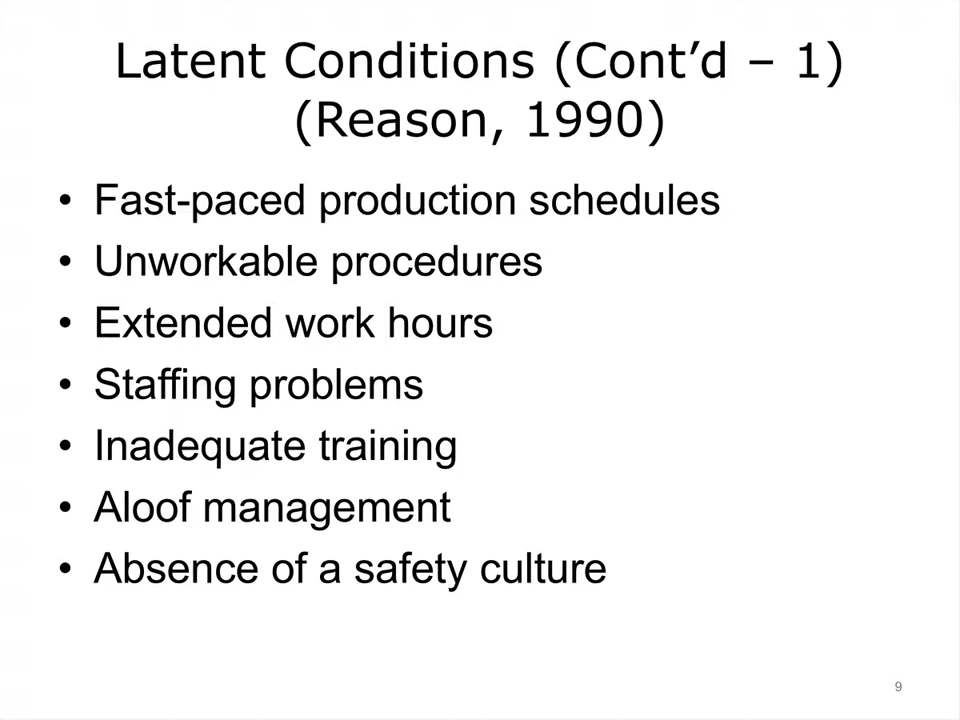 Latent Conditions (Cont’d – 1)
(Reason, 1990)
• Fast-paced production schedules
• Unworkable procedures
• Extended work hours
• Staffing problems
• Inadequate training
• Aloof management
• Absence of a safety culture
9